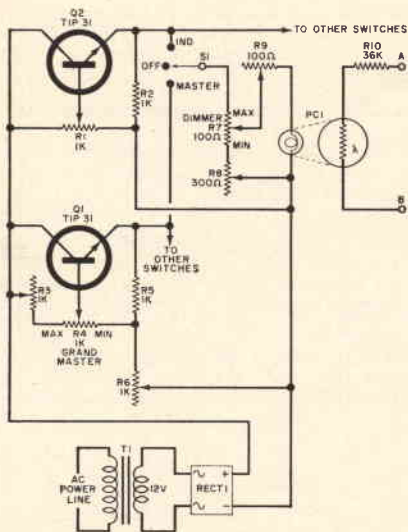 Q2
TIP 31
IND
OFF
S1
MASTER
TO OTHER SWITCHES
R9
100Ω
R10
36K
A
R2
1K
R1
1K
DIMMER
R7
100Ω
MAX
MIN
PC1
λ
R8
300Ω
B
Q1
TIP 31
TO
OTHER
SWITCHES
R3
1K
R5
1K
MAX
R4
MIN
1K
GRAND
MASTER
R6
1K
AC
POWER
LINE
T1
12V
RECT 1
+
−